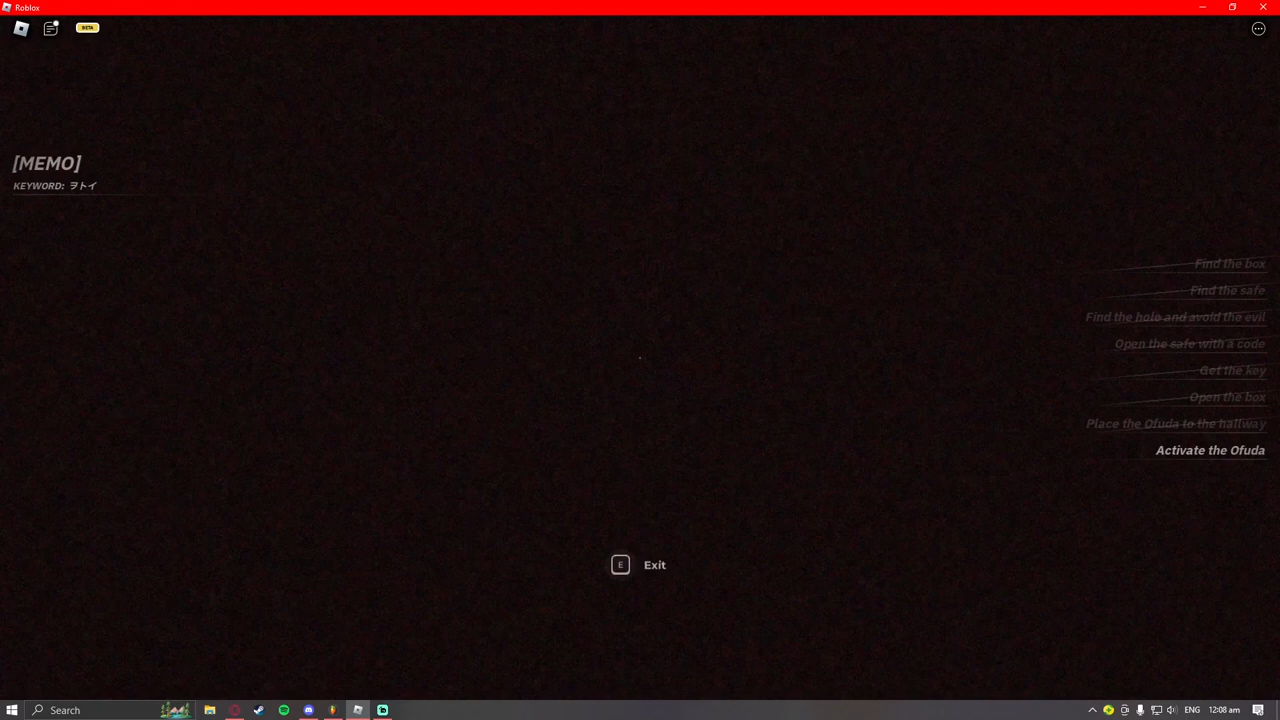 Roblox
BETA
[MEMO]
KEYWORD: ヲトイ
Find the box
Find the safe
Find the hole and avoid the evil
Open the safe with a code
Get the key
Open the box
Place the Ofuda to the hallway
Activate the Ofuda
E Exit
Search
ENG 12:08 am